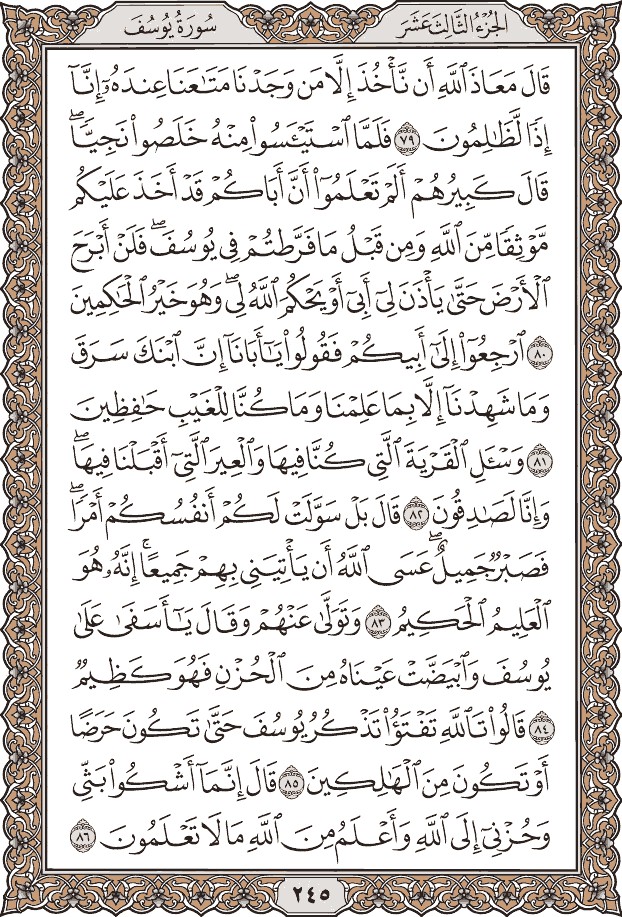 سُورَةُ يُوسُفَ
الجُزْءُ الثَّالِثَ عَشَرَ
قَالَ مَعَاذَ ٱللَّهِ أَن نَّأْخُذَ إِلَّا مَن وَجَدْنَا مَتَٰعَنَا عِندَهُۥٓ إِنَّآ
إِذًا لَّظَٰلِمُونَ ٧٩ فَلَمَّا ٱسْتَيْـَٔسُوا۟ مِنْهُ خَلَصُوا۟ نَجِيًّا ۖ
قَالَ كَبِيرُهُمْ أَلَمْ تَعْلَمُوٓا۟ أَنَّ أَبَاكُمْ قَدْ أَخَذَ عَلَيْكُم
مَّوْثِقًا مِّنَ ٱللَّهِ وَمِن قَبْلُ مَا فَرَّطتُمْ فِى يُوسُفَ ۖ فَلَنْ أَبْرَحَ
ٱلْأَرْضَ حَتَّىٰ يَأْذَنَ لِىٓ أَبِىٓ أَوْ يَحْكُمَ ٱللَّهُ لِى ۖ وَهُوَ خَيْرُ ٱلْحَٰكِمِينَ
٨٠ ٱرْجِعُوٓا۟ إِلَىٰٓ أَبِيكُمْ فَقُولُوا۟ يَٰٓأَبَانَآ إِنَّ ٱبْنَكَ سَرَقَ
وَمَا شَهِدْنَآ إِلَّا بِمَا عَلِمْنَا وَمَا كُنَّا لِلْغَيْبِ حَٰفِظِينَ
٨١ وَسْـَٔلِ ٱلْقَرْيَةَ ٱلَّتِى كُنَّا فِيهَا وَٱلْعِيرَ ٱلَّتِىٓ أَقْبَلْنَا فِيهَا ۖ
وَإِنَّا لَصَٰدِقُونَ ٨٢ قَالَ بَلْ سَوَّلَتْ لَكُمْ أَنفُسُكُمْ أَمْرًا ۖ
فَصَبْرٌ جَمِيلٌ ۖ عَسَى ٱللَّهُ أَن يَأْتِيَنِى بِهِمْ جَمِيعًا ۚ إِنَّهُۥ هُوَ
ٱلْعَلِيمُ ٱلْحَكِيمُ ٨٣ وَتَوَلَّىٰ عَنْهُمْ وَقَالَ يَٰٓأَسَفَىٰ عَلَىٰ
يُوسُفَ وَٱبْيَضَّتْ عَيْنَاهُ مِنَ ٱلْحُزْنِ فَهُوَ كَظِيمٌ
٨٤ قَالُوا۟ تَٱللَّهِ تَفْتَؤُا۟ تَذْكُرُ يُوسُفَ حَتَّىٰ تَكُونَ حَرَضًا
أَوْ تَكُونَ مِنَ ٱلْهَٰلِكِينَ ٨٥ قَالَ إِنَّمَآ أَشْكُوا۟ بَثِّى
وَحُزْنِىٓ إِلَى ٱللَّهِ وَأَعْلَمُ مِنَ ٱللَّهِ مَا لَا تَعْلَمُونَ ٨٦
٢٤٥